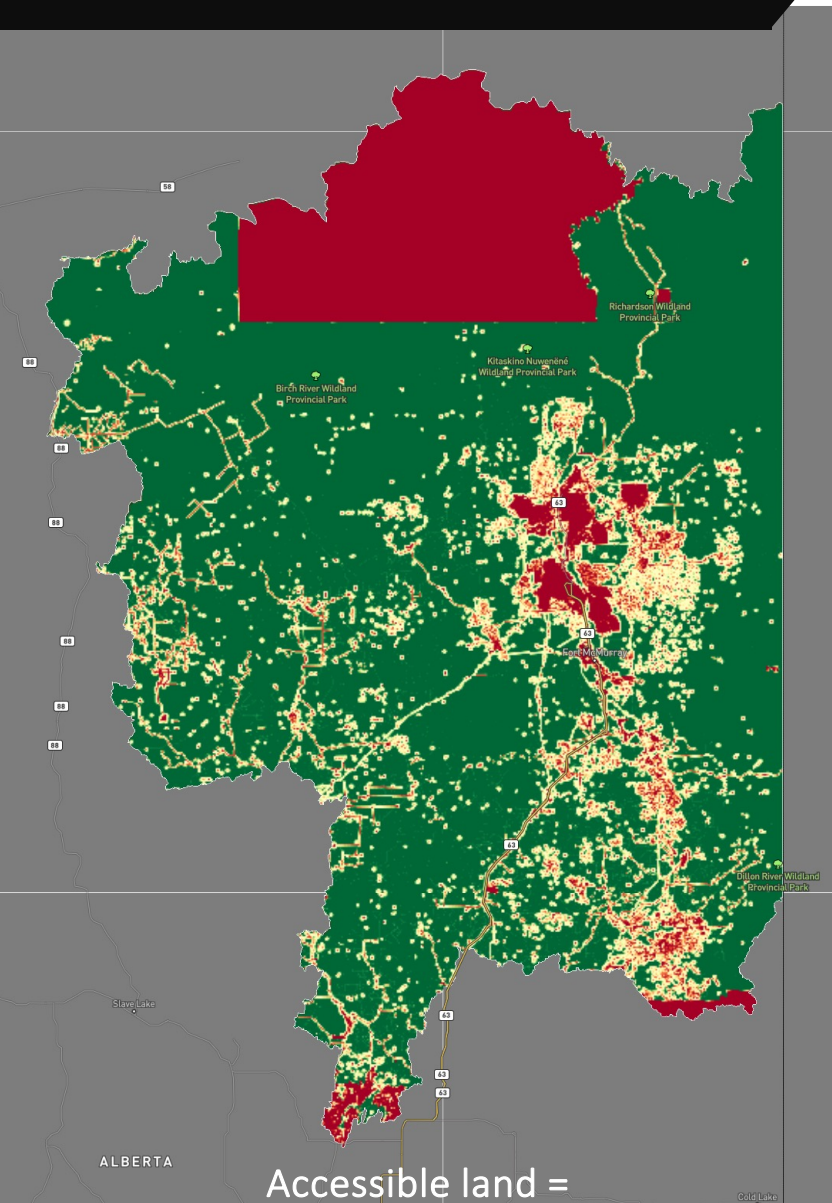 58
Richardson Wildland
Provincial Park
Kitaskino Nuwenëné
Wildland Provincial Park
88
Birch River Wildland
Provincial Park
88
63
88
63
88
Fort McMurray
88
88
63
Dillon River Wildland
Provincial Park
Slave Lake
63
63
63
ALBERTA
Accessible land =
Cold Lake